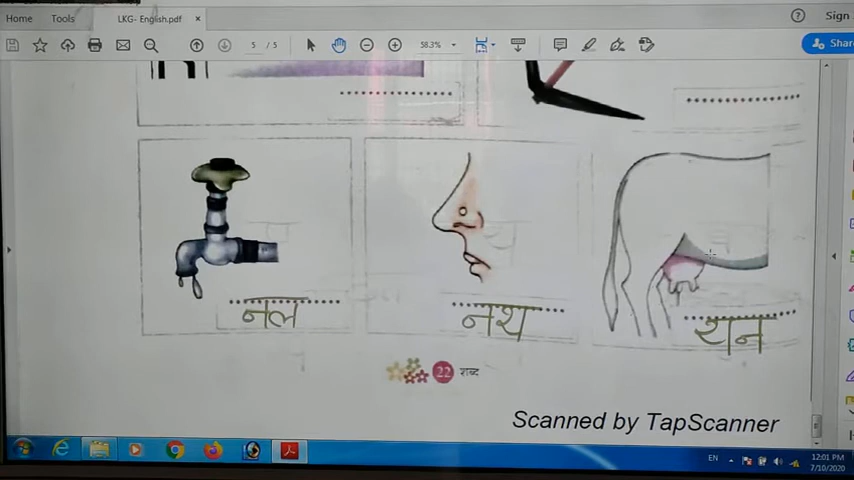 Home Tools LKG- English.pdf × ? Sign
5 / 5 58.3% Shar
नल नथ थन
22 शब्द
Scanned by TapScanner
EN 12:01 PM
7/10/2020